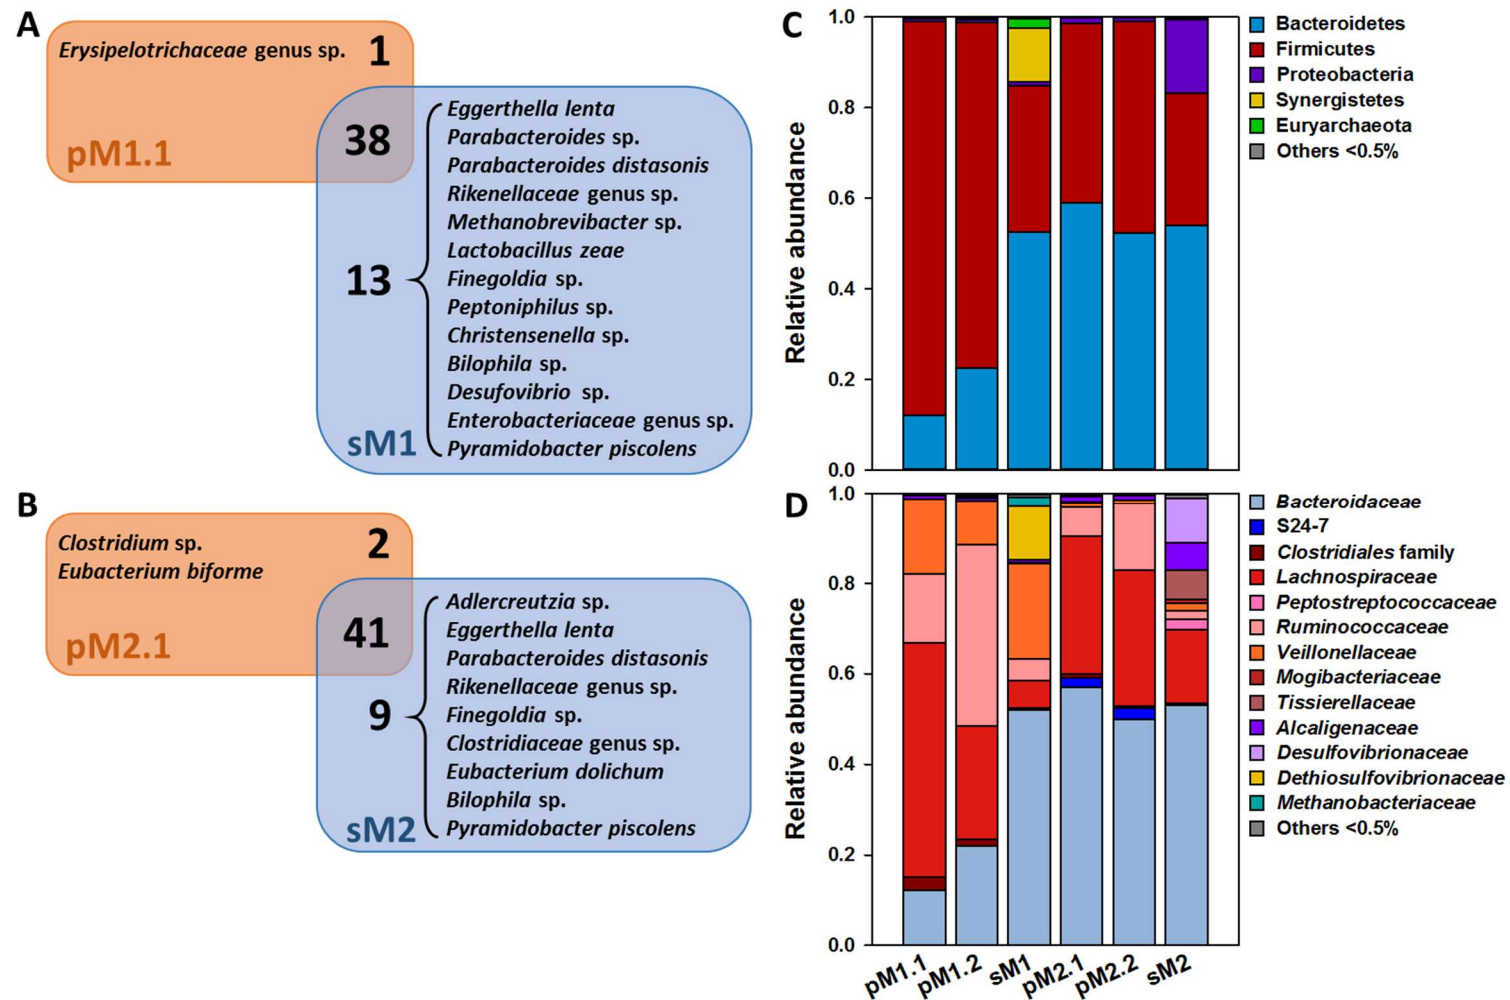 A
Erysipelotrichaceae genus sp. 1
pM1.1
38
13
Eggerthella lenta
Parabacteroides sp.
Parabacteroides distasonis
Rikenellaceae genus sp.
Methanobrevibacter sp.
Lactobacillus zeae
Finegoldia sp.
Peptoniphilus sp.
Christensenella sp.
Bilophila sp.
Desufovibrio sp.
Enterobacteriaceae genus sp.
Pyramidobacter piscolens
sM1
B
Clostridium sp.
Eubacterium biforme
2
pM2.1
41
9
Adlercreutzia sp.
Eggerthella lenta
Parabacteroides distasonis
Rikenellaceae genus sp.
Finegoldia sp.
Clostridiaceae genus sp.
Eubacterium dolichum
Bilophila sp.
Pyramidobacter piscolens
sM2
C
Relative abundance
1.0
0.8
0.6
0.4
0.2
0.0
Bacteroidetes
Firmicutes
Proteobacteria
Synergistetes
Euryarchaeota
Others <0.5%
D
Relative abundance
1.0
0.8
0.6
0.4
0.2
0.0
pM1.1
pM1.2
sM1
pM2.1
pM2.2
sM2
Bacteroidaceae
S24-7
Clostridiales family
Lachnospiraceae
Peptostreptococcaceae
Ruminococcaceae
Veillonellaceae
Mogibacteriaceae
Tissierellaceae
Alcaligenaceae
Desulfovibrionaceae
Dethiosulfovibrionaceae
Methanobacteriaceae
Others <0.5%